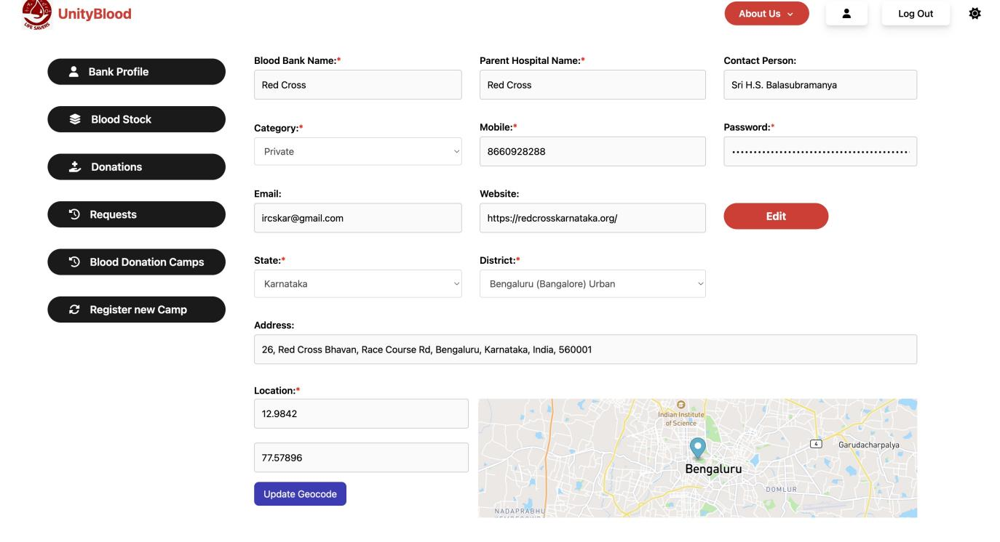 LIFE SAVERS
UnityBlood
About Us
Log Out
Bank Profile
Blood Stock
Donations
Requests
Blood Donation Camps
Register new Camp
Blood Bank Name:*
Parent Hospital Name:*
Contact Person:
Red Cross
Red Cross
Sri H.S. Balasubramanya
Category:*
Mobile:*
Password:*
Private
8660928288
Email:
Website:
ircskar@gmail.com
https://redcrosskarnataka.org/
Edit
State:*
District:*
Karnataka
Bengaluru (Bangalore) Urban
Address:
26, Red Cross Bhavan, Race Course Rd, Bengaluru, Karnataka, India, 560001
Location:*
12.9842
77.57896
Update Geocode
Indian Institute
of Science
4
Garudacharpalya
Bengaluru
DOMLUR
NADAPRABHU